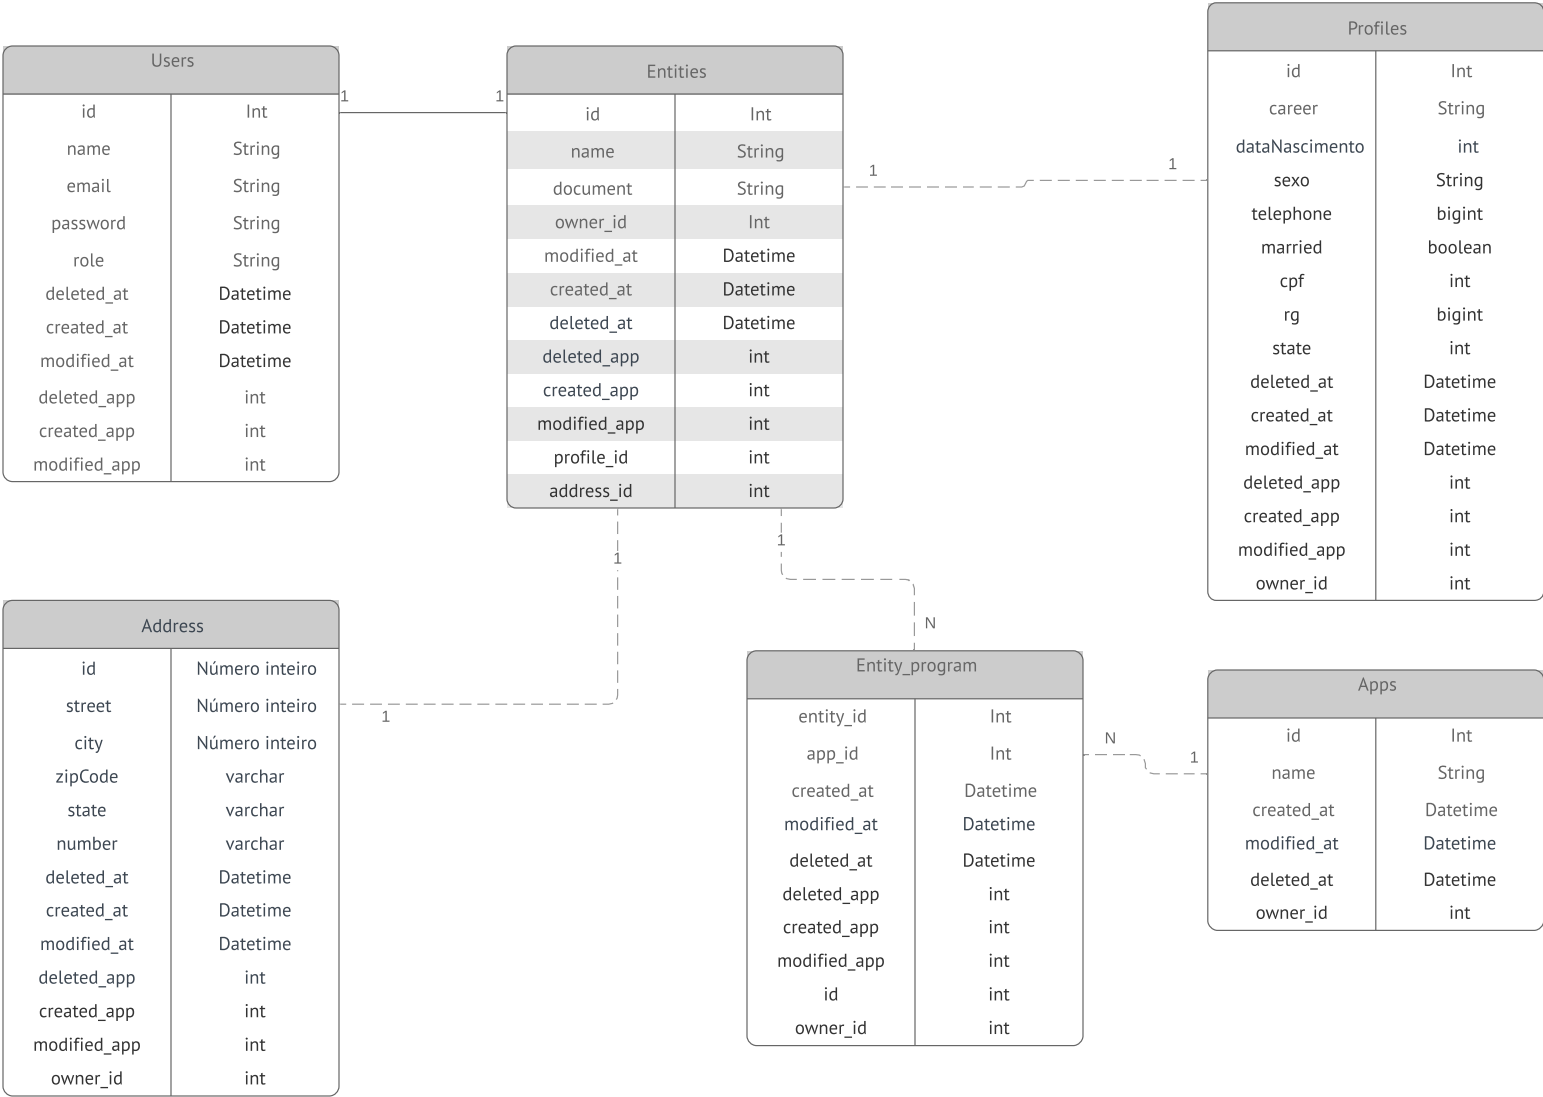 Users
id Int
name String
email String
password String
role String
deleted_at Datetime
created_at Datetime
modified_at Datetime
deleted_app int
created_app int
modified_app int
1 1
Entities
id Int
name String
document String
owner_id Int
modified_at Datetime
created_at Datetime
deleted_at Datetime
deleted_app int
created_app int
modified_app int
profile_id int
address_id int
1 1
Profiles
id Int
career String
dataNascimento int
sexo String
telephone bigint
married boolean
cpf int
rg bigint
state int
deleted_at Datetime
created_at Datetime
modified_at Datetime
deleted_app int
created_app int
modified_app int
owner_id int
1
1
1
N
Address
id Número inteiro
street Número inteiro
city Número inteiro
zipCode varchar
state varchar
number varchar
deleted_at Datetime
created_at Datetime
modified_at Datetime
deleted_app int
created_app int
modified_app int
owner_id int
Entity_program
entity_id Int
app_id Int
created_at Datetime
modified_at Datetime
deleted_at Datetime
deleted_app int
created_app int
modified_app int
id int
owner_id int
N 1
Apps
id Int
name String
created_at Datetime
modified_at Datetime
deleted_at Datetime
owner_id int